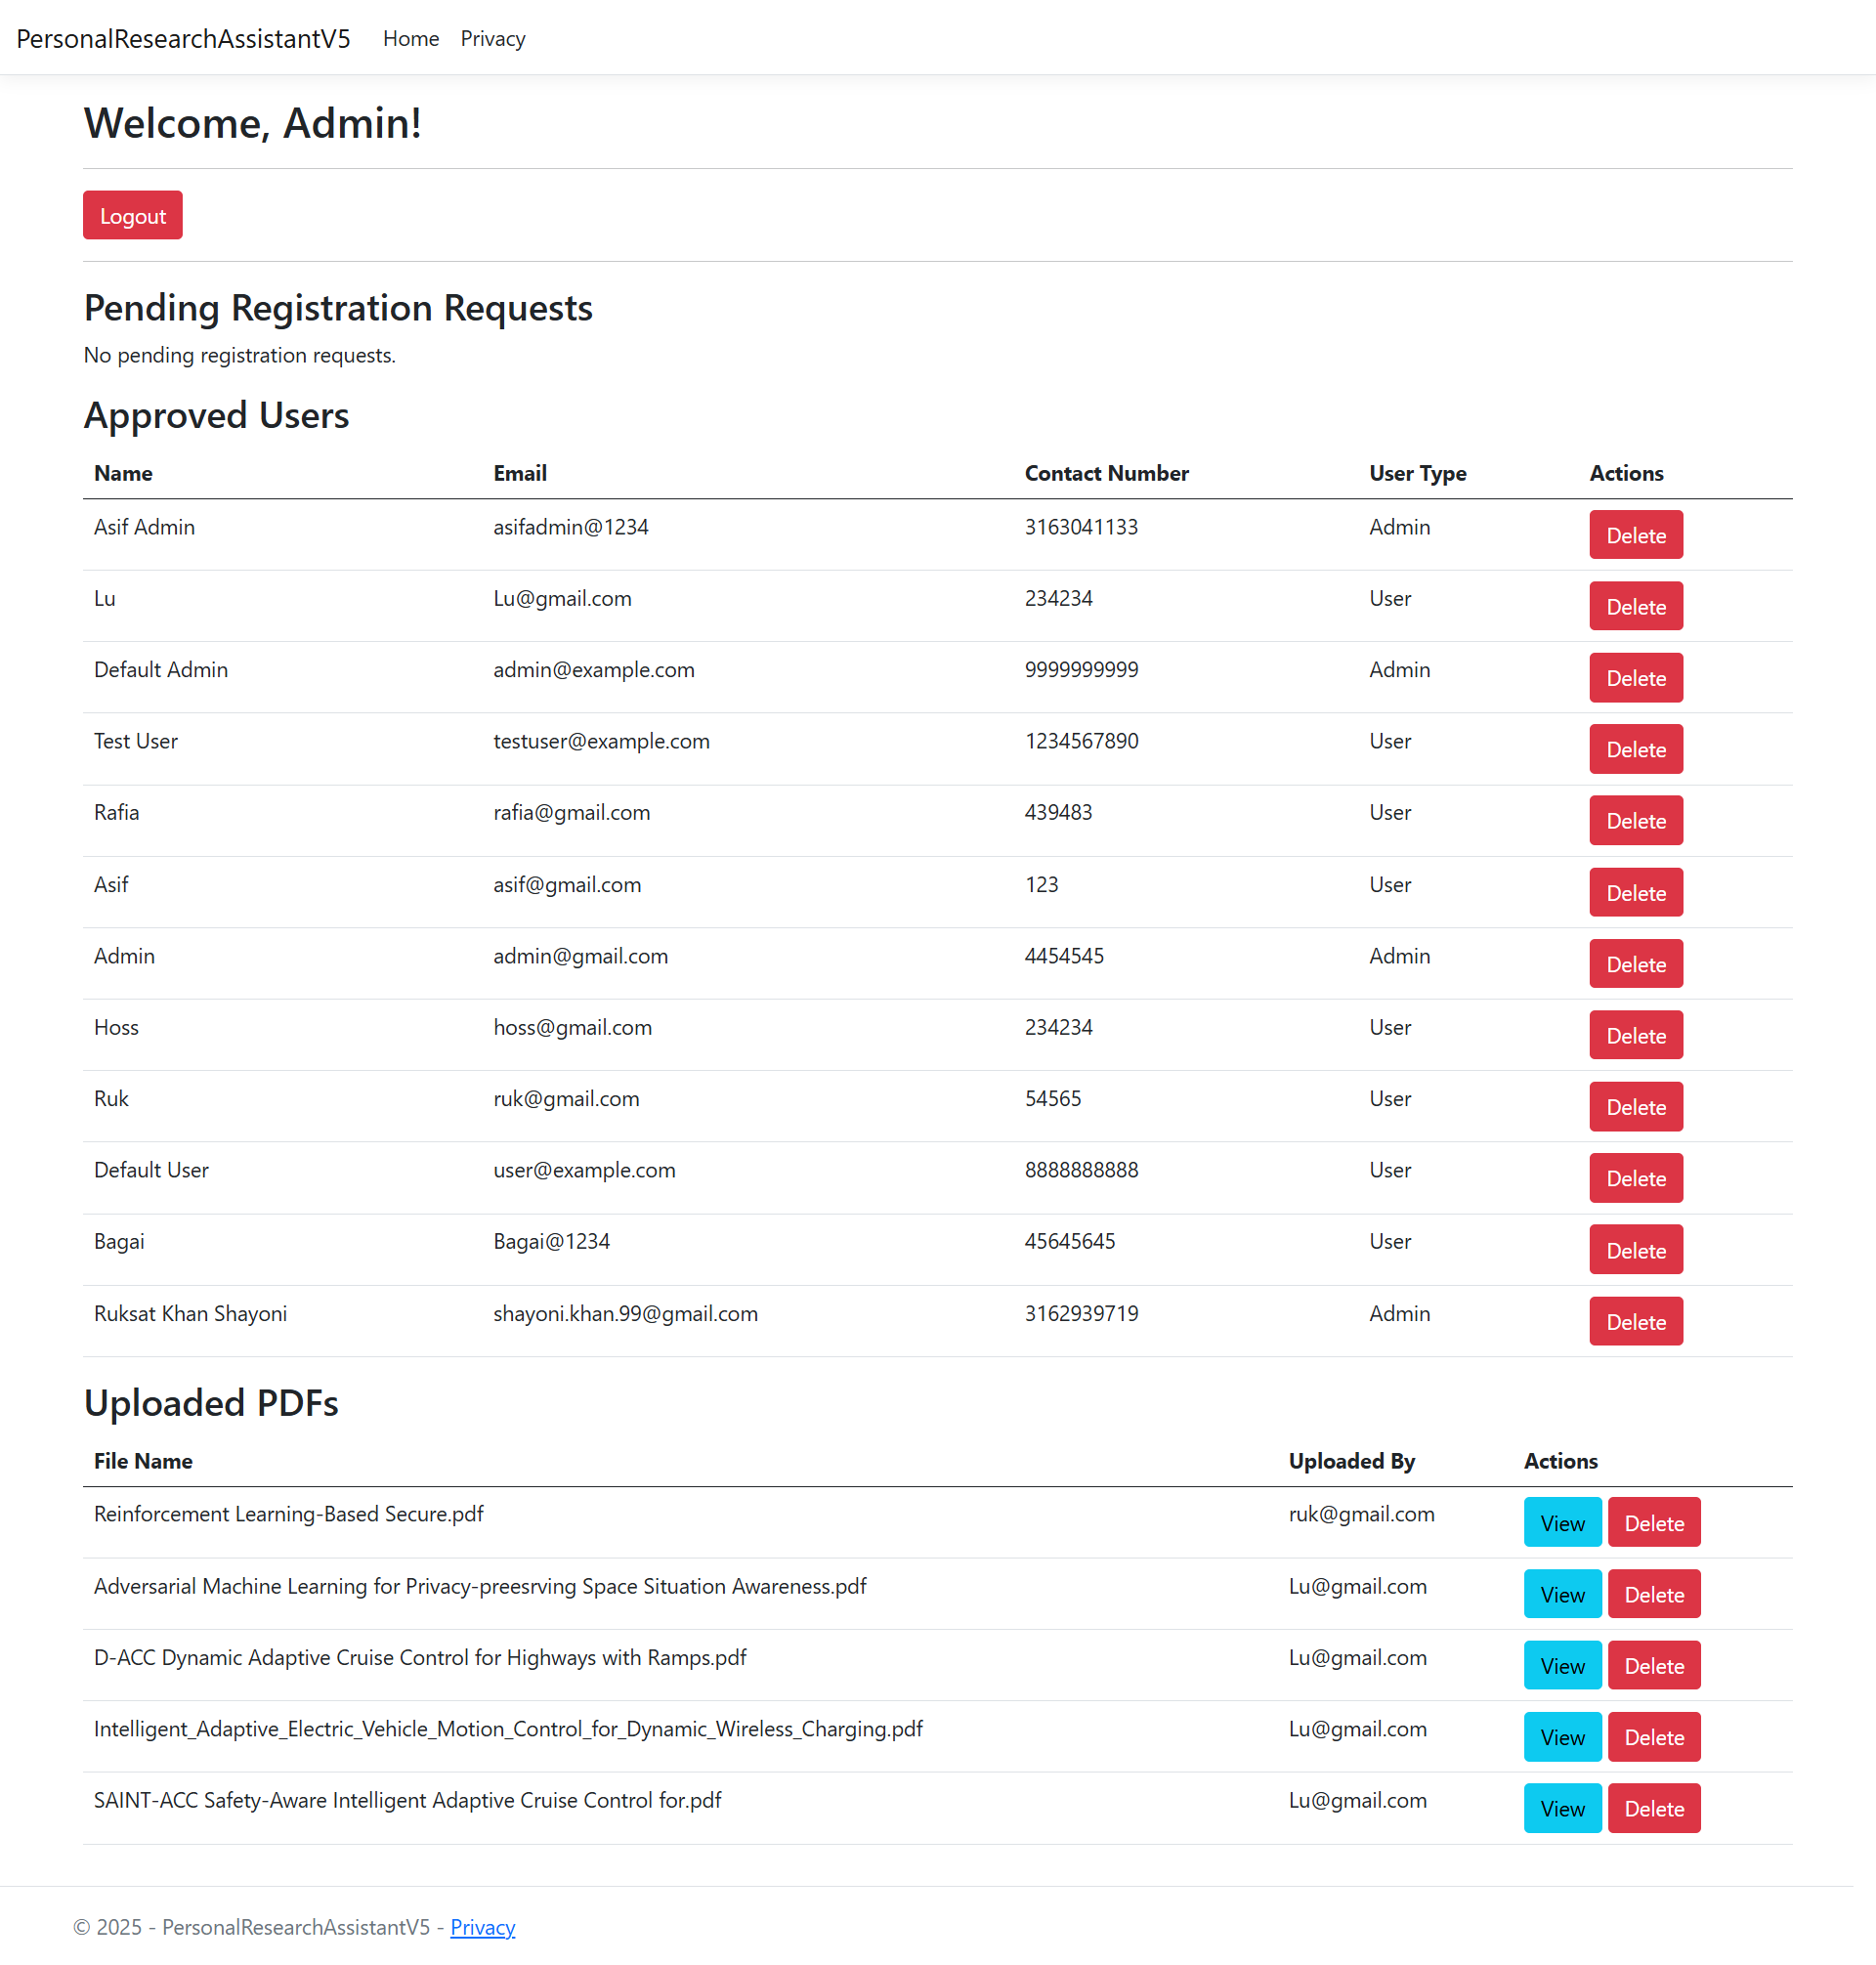 PersonalResearchAssistantV5 Home Privacy
Welcome, Admin!
Logout
Pending Registration Requests
No pending registration requests.
Approved Users
Name Email Contact Number User Type Actions
Asif Admin asifadmin@1234 3163041133 Admin Delete
Lu Lu@gmail.com 234234 User Delete
Default Admin admin@example.com 9999999999 Admin Delete
Test User testuser@example.com 1234567890 User Delete
Rafia rafia@gmail.com 439483 User Delete
Asif asif@gmail.com 123 User Delete
Admin admin@gmail.com 4454545 Admin Delete
Hoss hoss@gmail.com 234234 User Delete
Ruk ruk@gmail.com 54565 User Delete
Default User user@example.com 8888888888 User Delete
Bagai Bagai@1234 45645645 User Delete
Ruksat Khan Shayoni shayoni.khan.99@gmail.com 3162939719 Admin Delete
Uploaded PDFs
File Name Uploaded By Actions
Reinforcement Learning-Based Secure.pdf ruk@gmail.com View Delete
Adversarial Machine Learning for Privacy-preesrving Space Situation Awareness.pdf Lu@gmail.com View Delete
D-ACC Dynamic Adaptive Cruise Control for Highways with Ramps.pdf Lu@gmail.com View Delete
Intelligent_Adaptive_Electric_Vehicle_Motion_Control_for_Dynamic_Wireless_Charging.pdf Lu@gmail.com View Delete
SAINT-ACC Safety-Aware Intelligent Adaptive Cruise Control for.pdf Lu@gmail.com View Delete
© 2025 - PersonalResearchAssistantV5 - Privacy